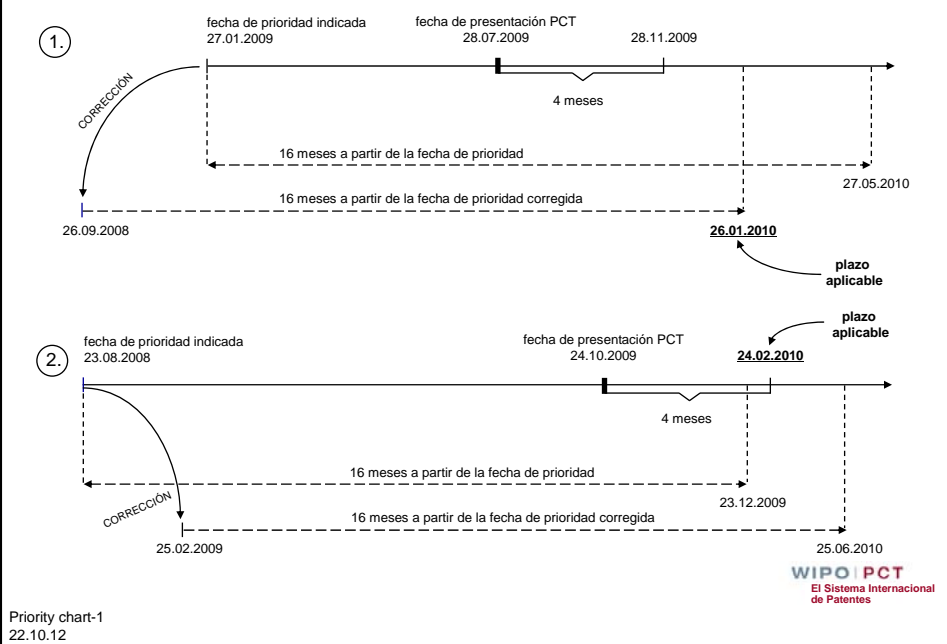 1.
fecha de prioridad indicada
27.01.2009
fecha de presentación PCT
28.07.2009
28.11.2009
CORRECCIÓN
4 meses
16 meses a partir de la fecha de prioridad
27.05.2010
16 meses a partir de la fecha de prioridad corregida
26.09.2008
26.01.2010
plazo
aplicable
plazo
aplicable
2.
fecha de prioridad indicada
23.08.2008
fecha de presentación PCT
24.10.2009
24.02.2010
4 meses
16 meses a partir de la fecha de prioridad
23.12.2009
CORRECCIÓN
16 meses a partir de la fecha de prioridad corregida
25.02.2009
25.06.2010
WIPO PCT
El Sistema Internacional
de Patentes
Priority chart-1
22.10.12